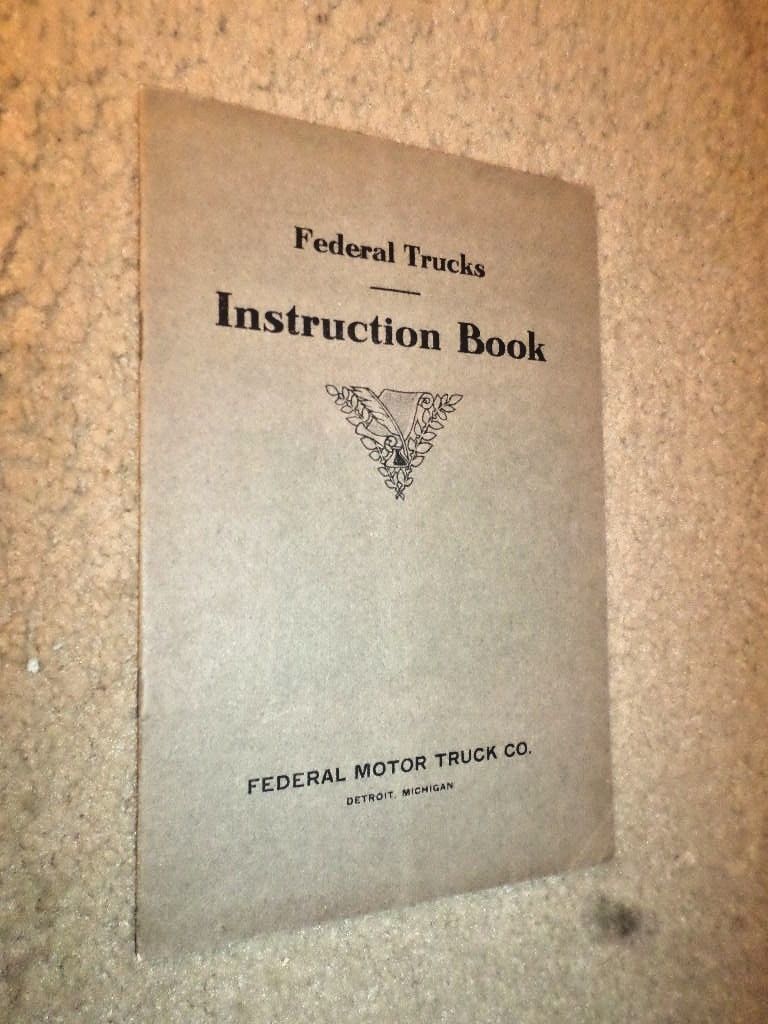 Federal Trucks
Instruction Book
FEDERAL MOTOR TRUCK CO.
DETROIT, MICHIGAN